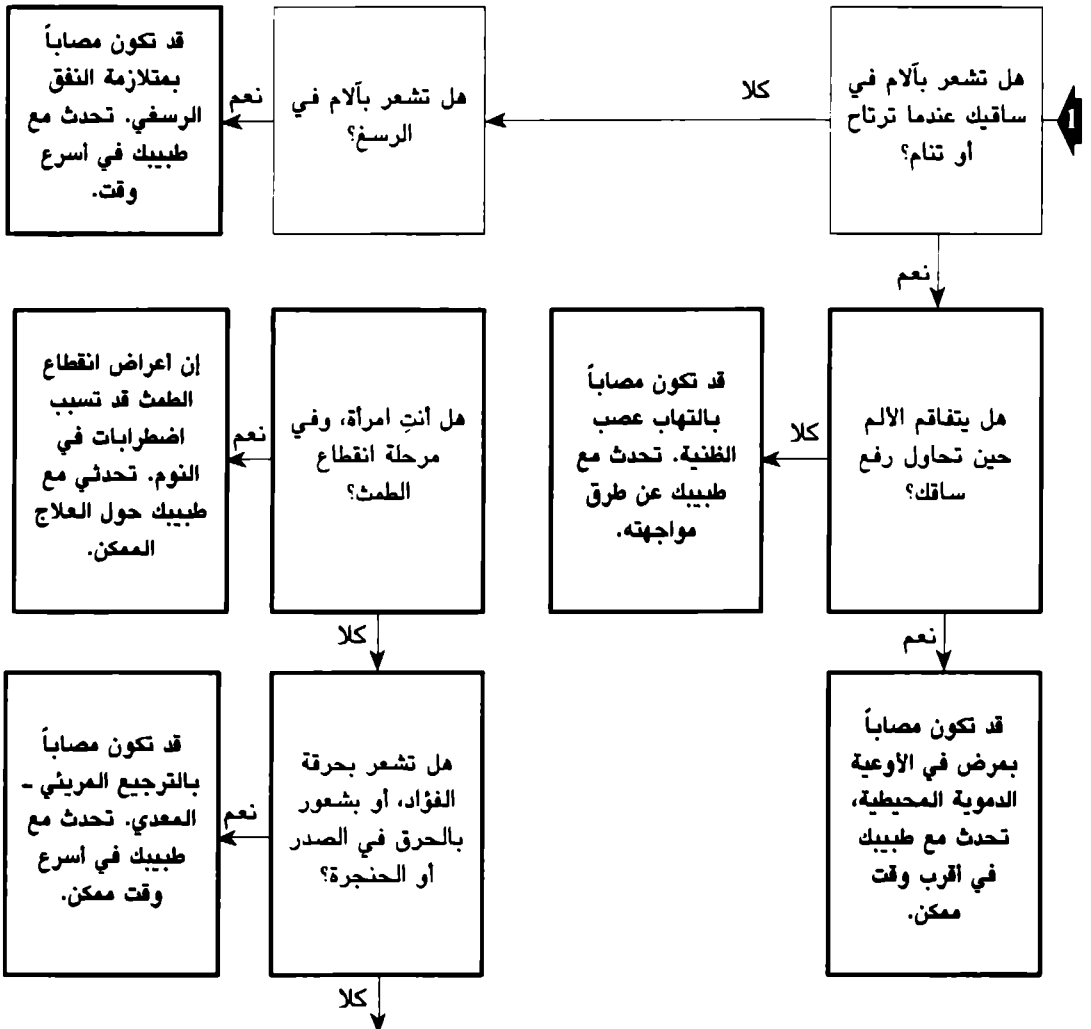 1
هل تشعر بآلام في
ساقيك عندما ترتاح
أو تنام؟
كلا
هل تشعر بآلام في
الرسغ؟
نعم
قد تكون مصاباً
بمتلازمة النفق
الرسغي. تحدث مع
طبيبك في أسرع
وقت.
نعم
هل يتفاقم الألم
حين تحاول رفع
ساقك؟
كلا
قد تكون مصاباً
بالتهاب عصب
الظنية. تحدث مع
طبيبك عن طرق
مواجهته.
هل أنتِ امرأة، وفي
مرحلة انقطاع
الطمث؟
نعم
إن أعراض انقطاع
الطمث قد تسبب
اضطرابات في
النوم. تحدثي مع
طبيبك حول العلاج
الممكن.
نعم
قد تكون مصاباً
بمرض في الأوعية
الدموية المحيطية،
تحدث مع طبيبك
في أقرب وقت
ممكن.
كلا
هل تشعر بحرقة
الفؤاد، أو بشعور
بالحرق في الصدر
أو الحنجرة؟
نعم
قد تكون مصاباً
بالترجيع المريئي ـ
المعدي. تحدث مع
طبيبك في أسرع
وقت ممكن.
كلا